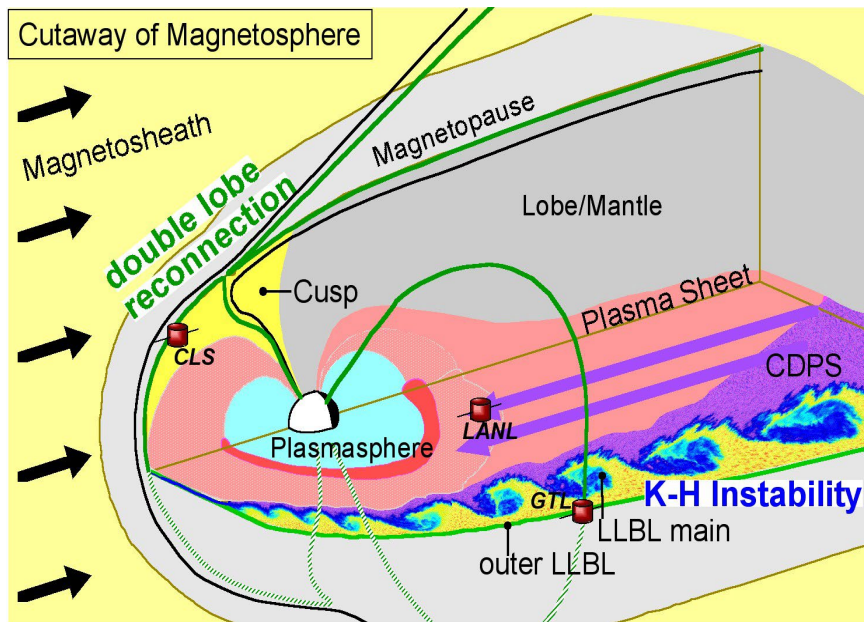 Cutaway of Magnetosphere
Magnetosheath
Magnetopause
double lobe
reconnection
Lobe/Mantle
Cusp
Plasma Sheet
CLS
CDPS
LANL
Plasmasphere
K-H Instability
GTL
LLBL main
outer LLBL